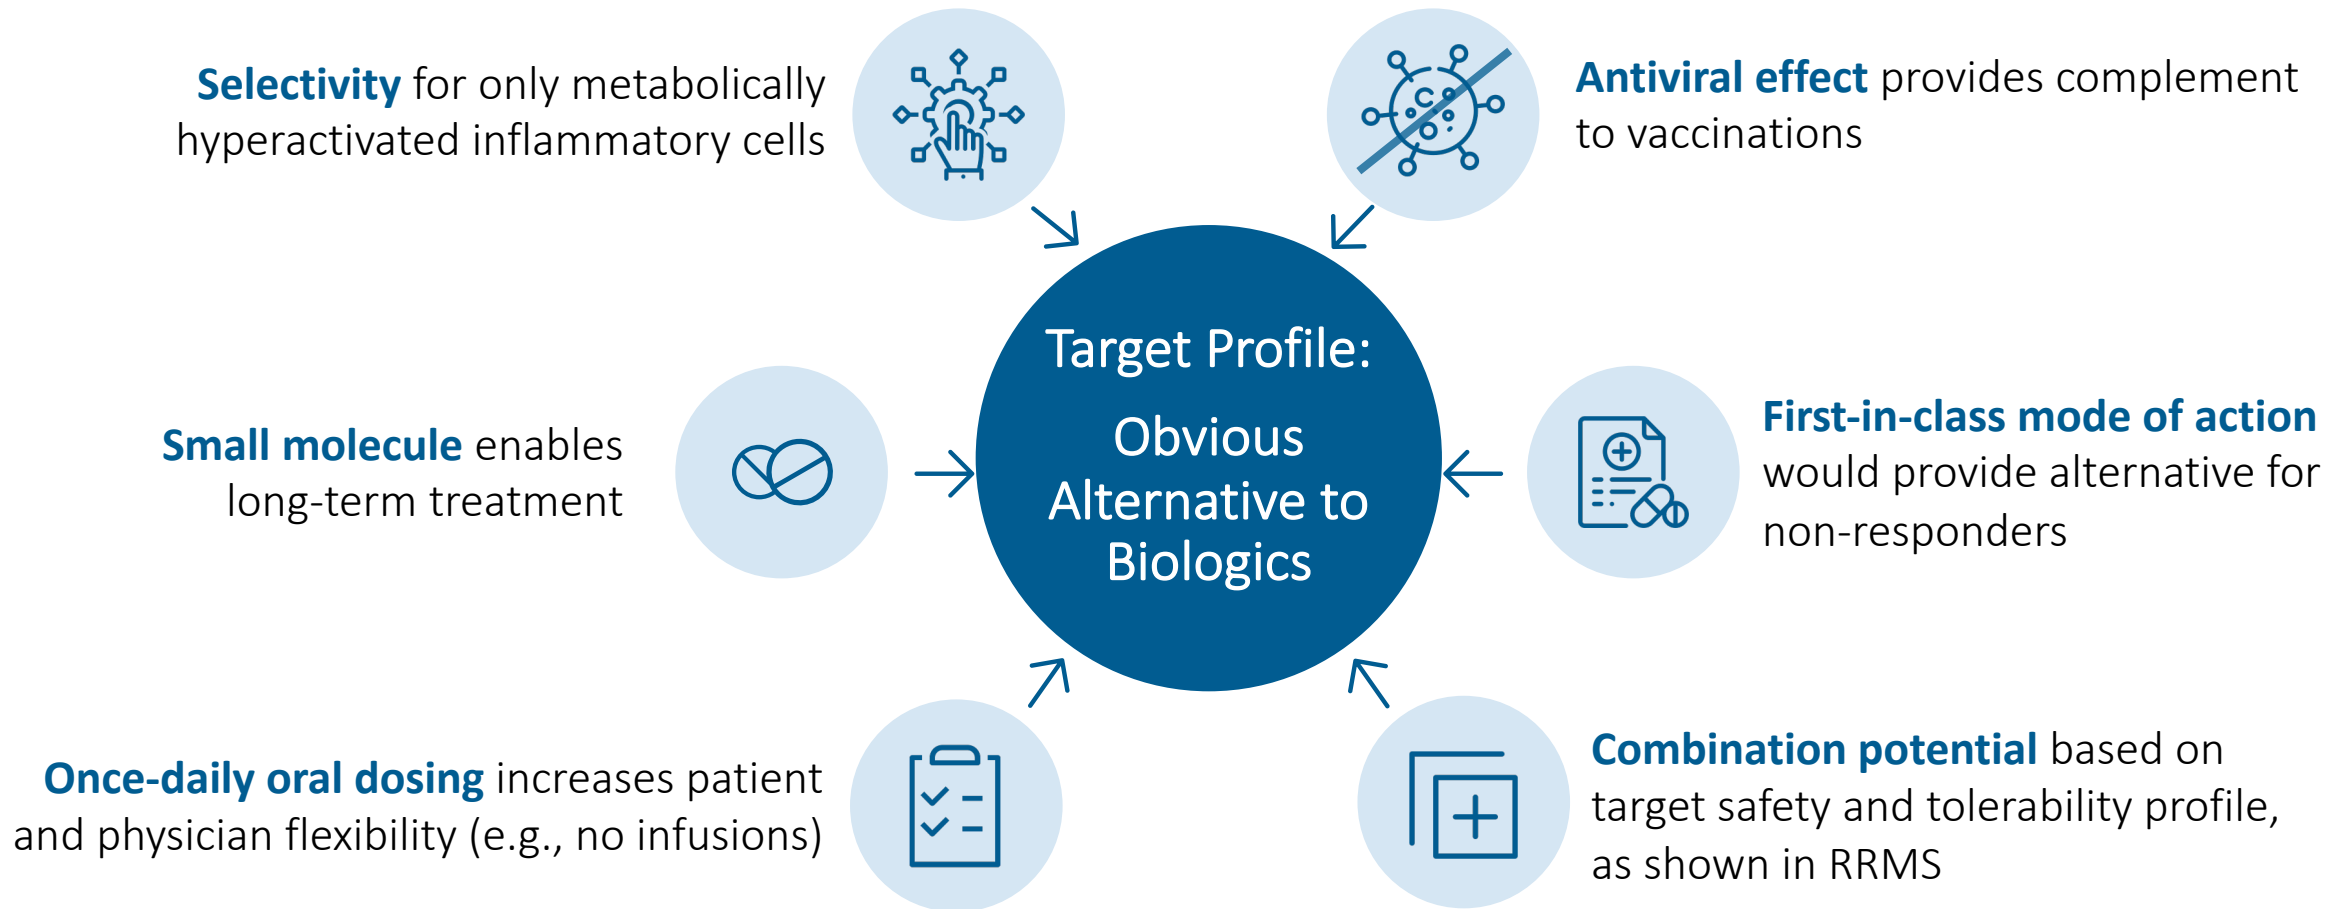 Selectivity for only metabolically
hyperactivated inflammatory cells
Antiviral effect provides complement
to vaccinations
Small molecule enables
long-term treatment
Target Profile:
Obvious
Alternative to
Biologics
First-in-class mode of action
would provide alternative for
non-responders
Once-daily oral dosing increases patient
and physician flexibility (e.g., no infusions)
Combination potential based on
target safety and tolerability profile,
as shown in RRMS